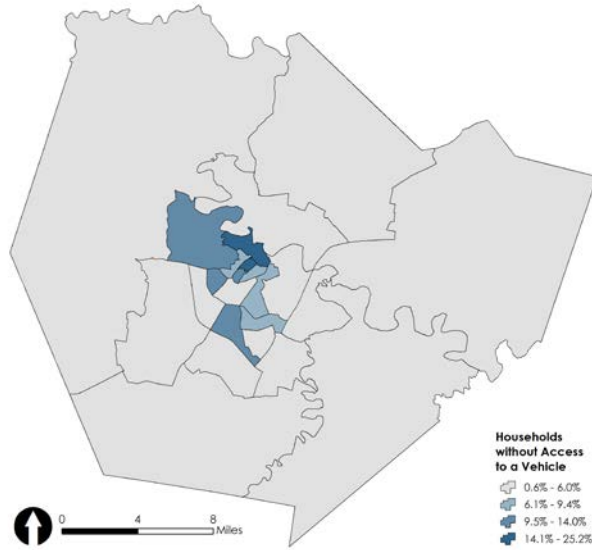 Households
without Access
to a Vehicle
0.6% - 6.0%
6.1% - 9.4%
9.5% - 14.0%
14.1% - 25.2%
0 4 8
Miles